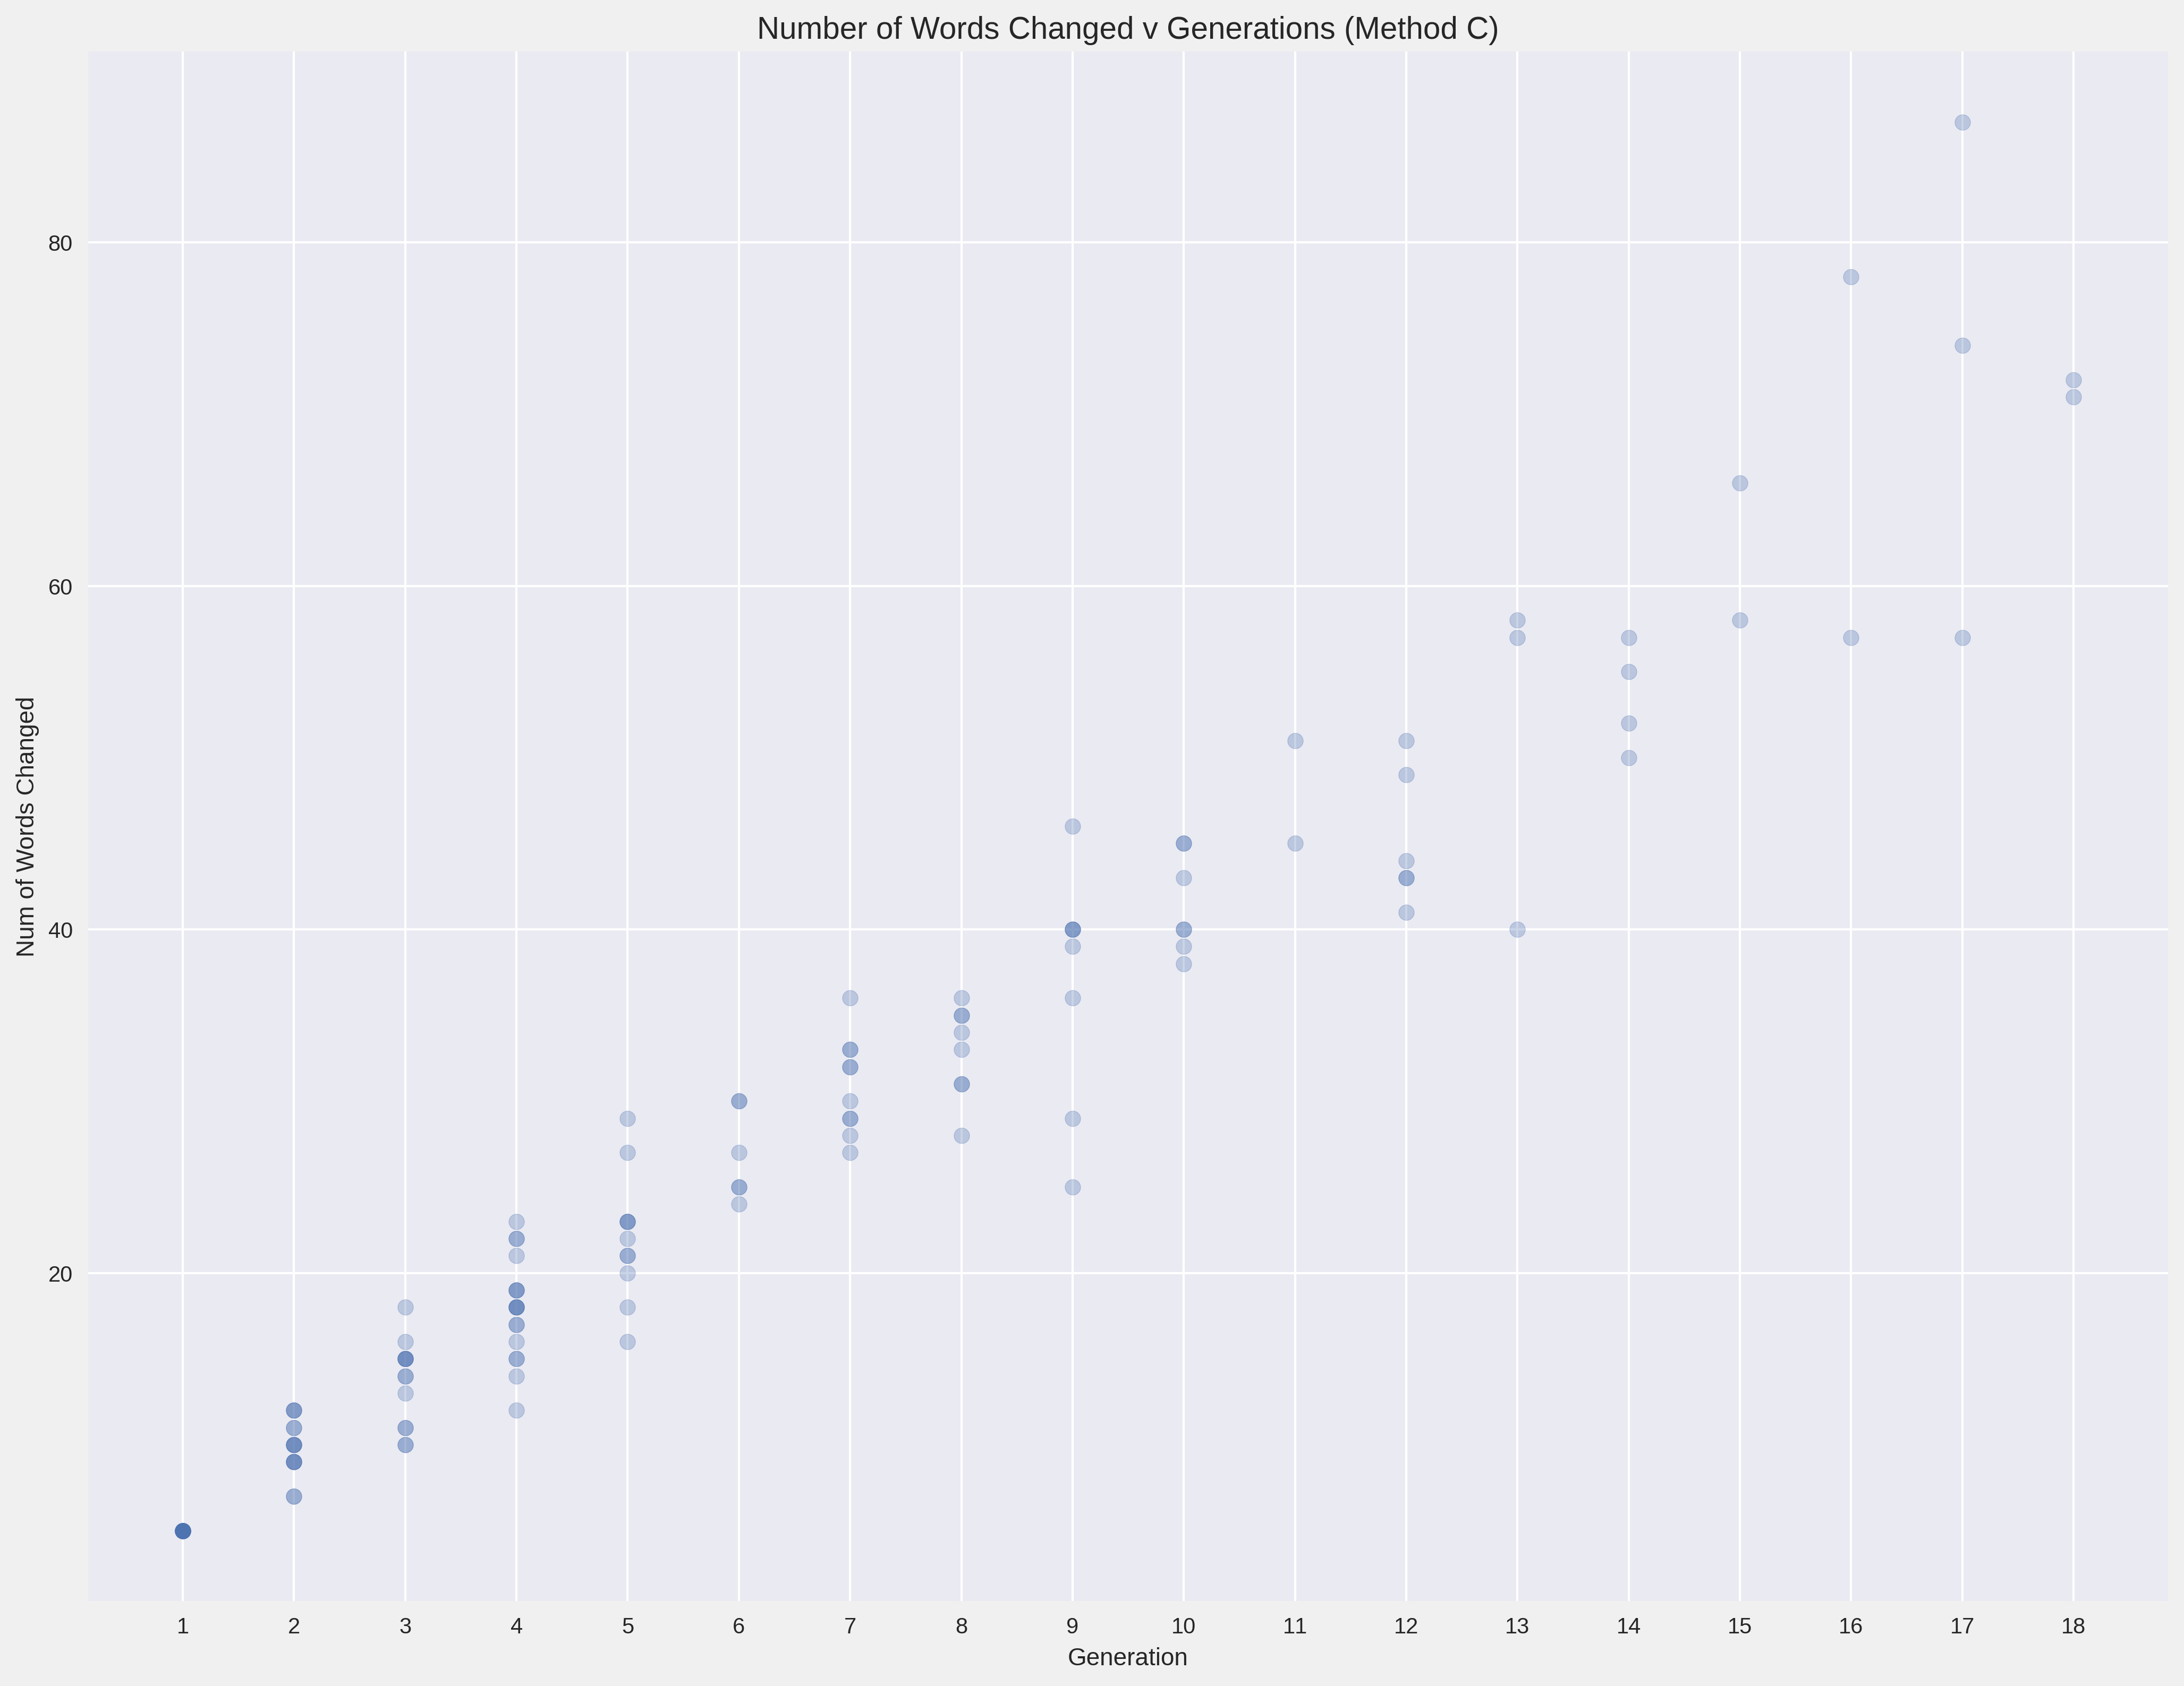 Number of Words Changed v Generations (Method C)
Num of Words Changed
80
60
40
20
1 2 3 4 5 6 7 8 9 10 11 12 13 14 15 16 17 18
Generation